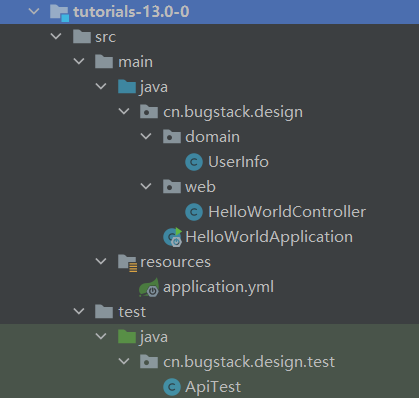 tutorials-13.0-0
src
main
java
cn.bugstack.design
domain
UserInfo
web
HelloWorldController
HelloWorldApplication
resources
application.yml
test
java
cn.bugstack.design.test
ApiTest